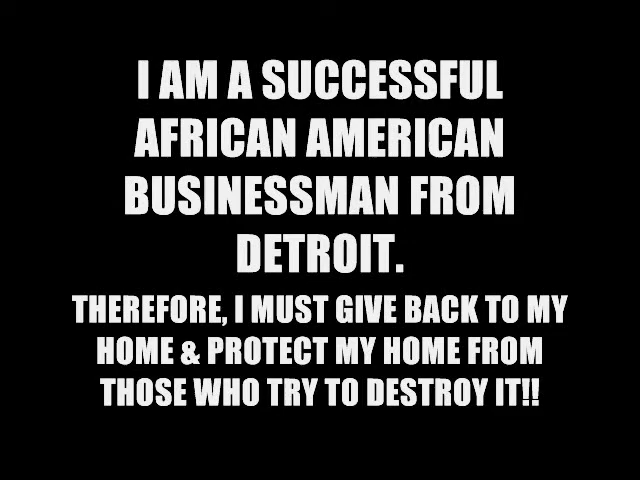 I AM A SUCCESSFUL
AFRICAN AMERICAN
BUSINESSMAN FROM
DETROIT.
THEREFORE, I MUST GIVE BACK TO MY
HOME & PROTECT MY HOME FROM
THOSE WHO TRY TO DESTROY IT!!